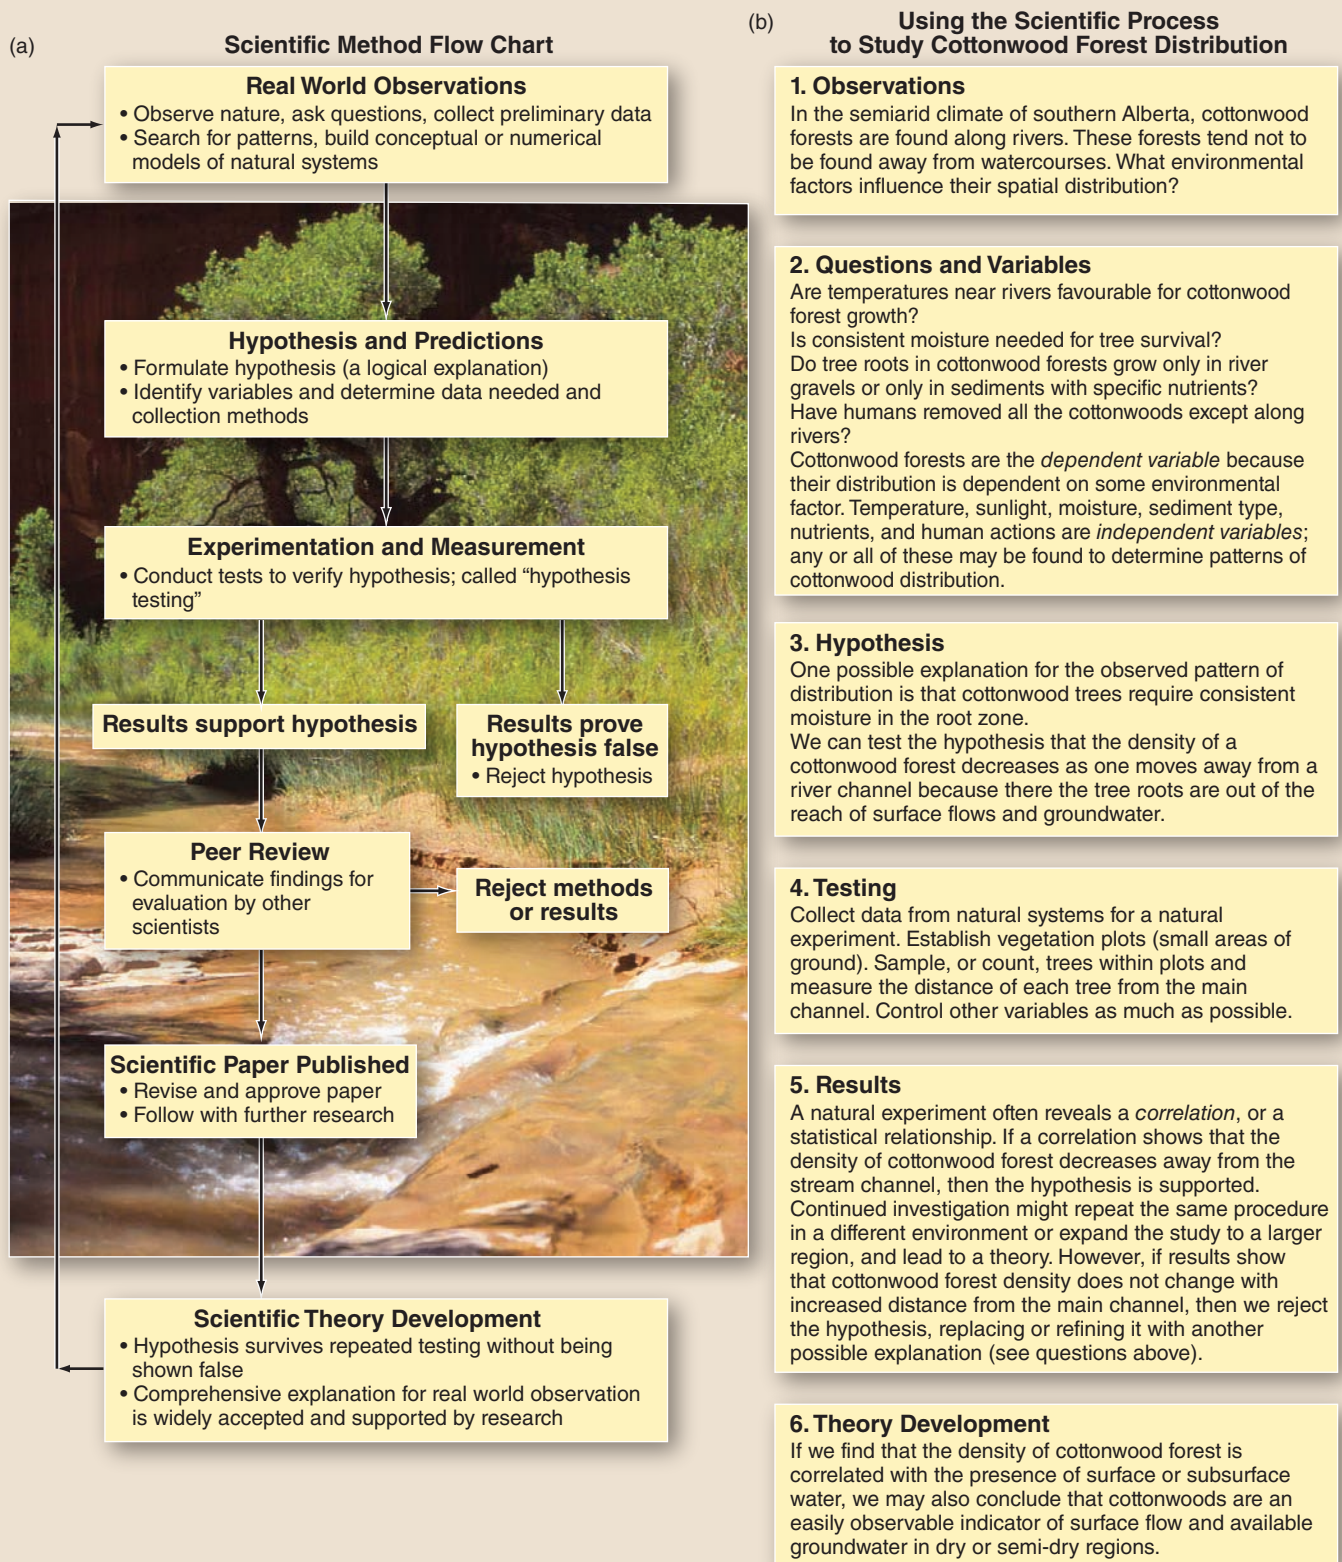 (a)
Scientific Method Flow Chart
Real World Observations
• Observe nature, ask questions, collect preliminary data
• Search for patterns, build conceptual or numerical
models of natural systems
Hypothesis and Predictions
• Formulate hypothesis (a logical explanation)
• Identify variables and determine data needed and
collection methods
Experimentation and Measurement
• Conduct tests to verify hypothesis; called “hypothesis
testing”
Results support hypothesis
Results prove
hypothesis false
• Reject hypothesis
Peer Review
• Communicate findings for
evaluation by other
scientists
Reject methods
or results
Scientific Paper Published
• Revise and approve paper
• Follow with further research
Scientific Theory Development
• Hypothesis survives repeated testing without being
shown false
• Comprehensive explanation for real world observation
is widely accepted and supported by research
(b)
Using the Scientific Process
to Study Cottonwood Forest Distribution
1. Observations
In the semiarid climate of southern Alberta, cottonwood
forests are found along rivers. These forests tend not to
be found away from watercourses. What environmental
factors influence their spatial distribution?
2. Questions and Variables
Are temperatures near rivers favourable for cottonwood
forest growth?
Is consistent moisture needed for tree survival?
Do tree roots in cottonwood forests grow only in river
gravels or only in sediments with specific nutrients?
Have humans removed all the cottonwoods except along
rivers?
Cottonwood forests are the dependent variable because
their distribution is dependent on some environmental
factor. Temperature, sunlight, moisture, sediment type,
nutrients, and human actions are independent variables;
any or all of these may be found to determine patterns of
cottonwood distribution.
3. Hypothesis
One possible explanation for the observed pattern of
distribution is that cottonwood trees require consistent
moisture in the root zone.
We can test the hypothesis that the density of a
cottonwood forest decreases as one moves away from a
river channel because there the tree roots are out of the
reach of surface flows and groundwater.
4. Testing
Collect data from natural systems for a natural
experiment. Establish vegetation plots (small areas of
ground). Sample, or count, trees within plots and
measure the distance of each tree from the main
channel. Control other variables as much as possible.
5. Results
A natural experiment often reveals a correlation, or a
statistical relationship. If a correlation shows that the
density of cottonwood forest decreases away from the
stream channel, then the hypothesis is supported.
Continued investigation might repeat the same procedure
in a different environment or expand the study to a larger
region, and lead to a theory. However, if results show
that cottonwood forest density does not change with
increased distance from the main channel, then we reject
the hypothesis, replacing or refining it with another
possible explanation (see questions above).
6. Theory Development
If we find that the density of cottonwood forest is
correlated with the presence of surface or subsurface
water, we may also conclude that cottonwoods are an
easily observable indicator of surface flow and available
groundwater in dry or semi-dry regions.